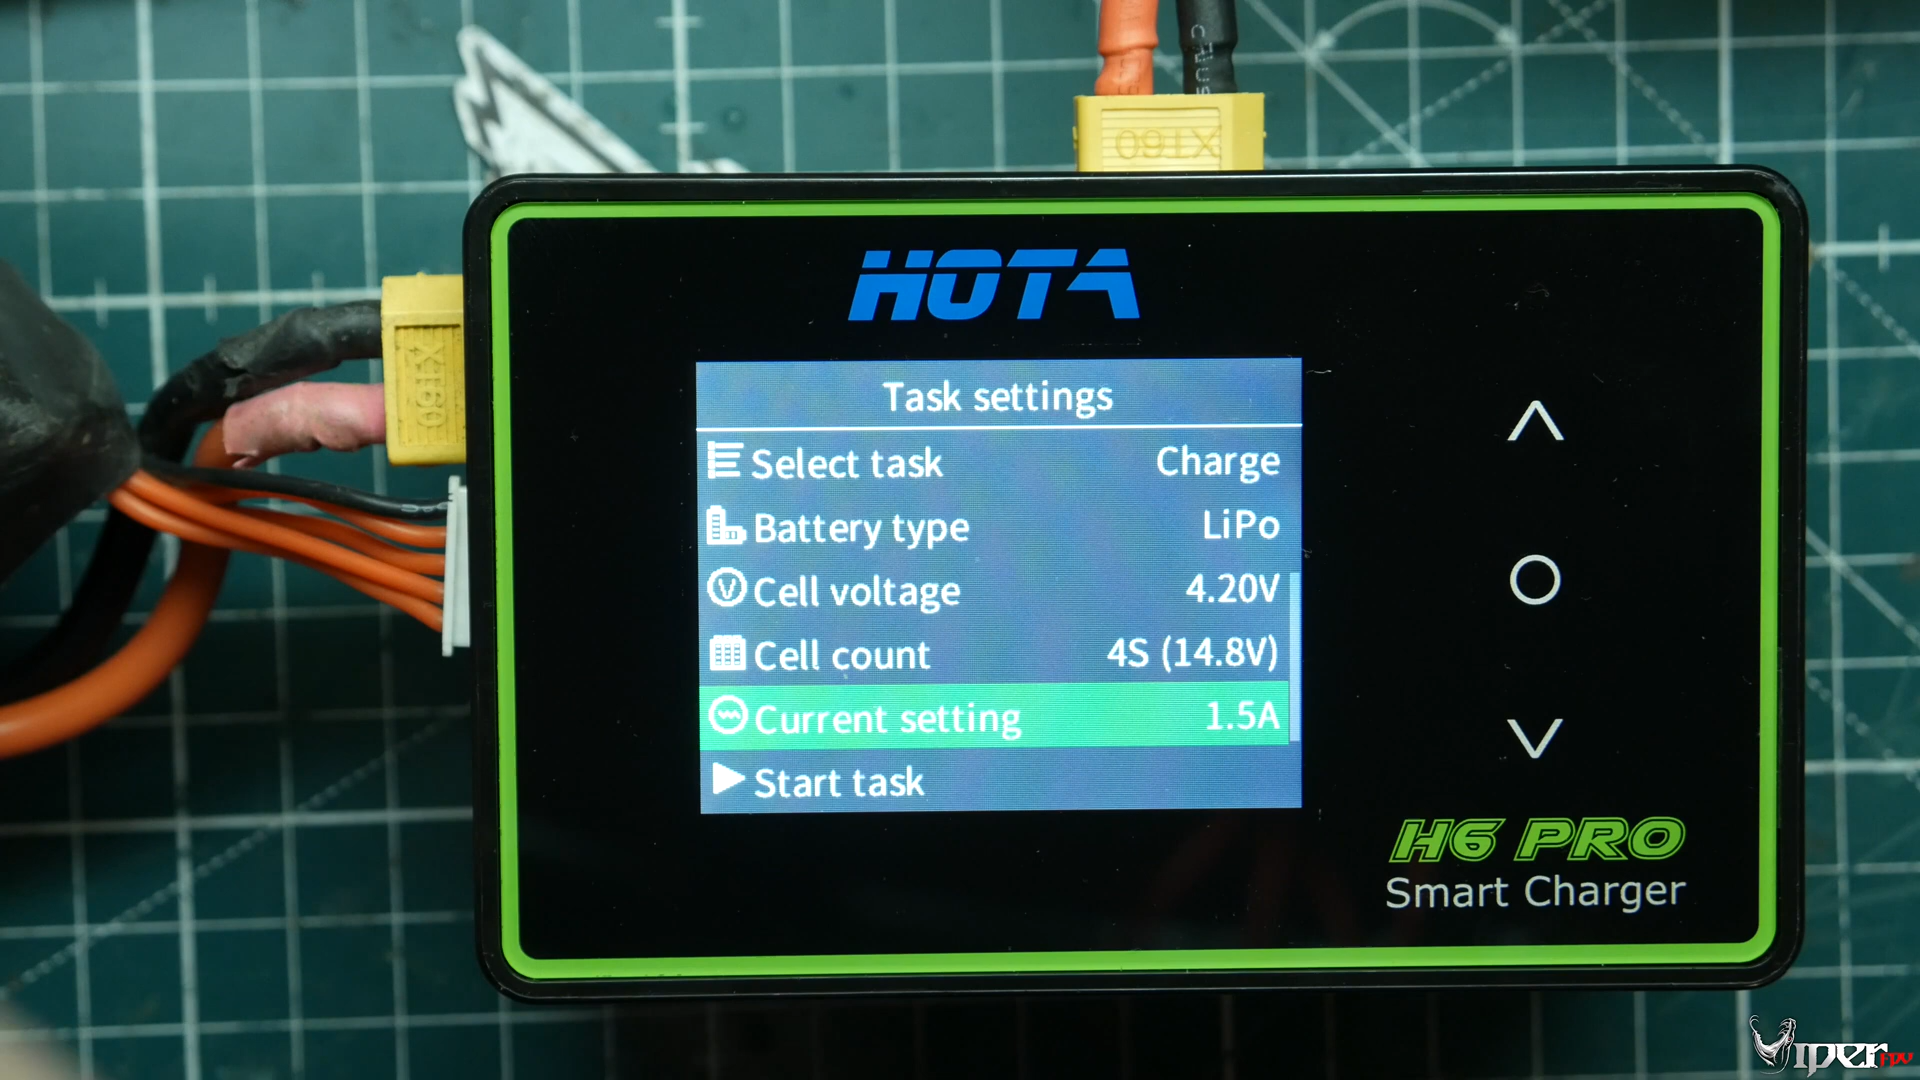 XT60
HOTA
XT60
Task settings
Select task Charge
Battery type LiPo
Cell voltage 4.20V
Cell count 4S (14.8V)
Current setting 1.5A
Start task
H6 PRO
Smart Charger
Viper FPV